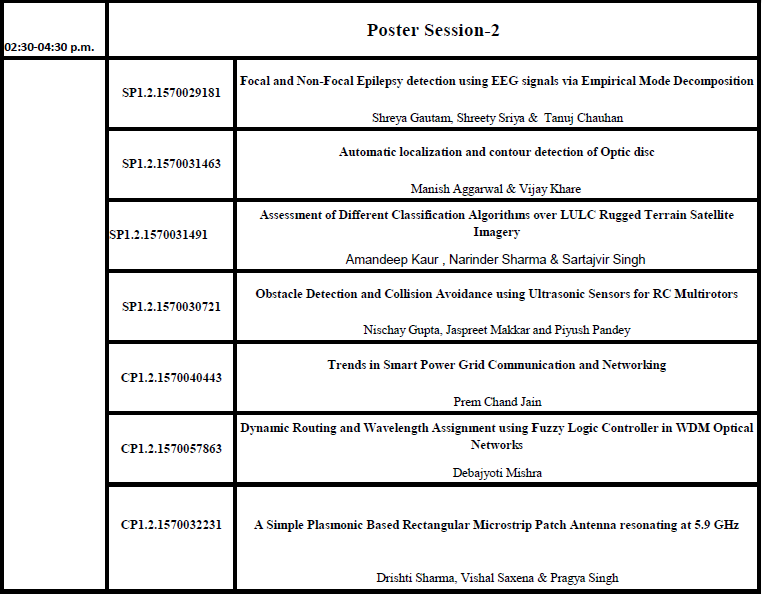 02:30-04:30 p.m.
Poster Session-2
SP1.2.1570029181
Focal and Non-Focal Epilepsy detection using EEG signals via Empirical Mode Decomposition
Shreya Gautam, Shreety Sriya & Tanuj Chauhan
SP1.2.1570031463
Automatic localization and contour detection of Optic disc
Manish Aggarwal & Vijay Khare
SP1.2.1570031491
Assessment of Different Classification Algorithms over LULC Rugged Terrain Satellite
Imagery
Amandeep Kaur , Narinder Sharma & Sartajvir Singh
SP1.2.1570030721
Obstacle Detection and Collision Avoidance using Ultrasonic Sensors for RC Multirotors
Nischay Gupta, Jaspreet Makkar and Piyush Pandey
CP1.2.1570040443
Trends in Smart Power Grid Communication and Networking
Prem Chand Jain
CP1.2.1570057863
Dynamic Routing and Wavelength Assignment using Fuzzy Logic Controller in WDM Optical
Networks
Debajyoti Mishra
CP1.2.1570032231
A Simple Plasmonic Based Rectangular Microstrip Patch Antenna resonating at 5.9 GHz
Drishti Sharma, Vishal Saxena & Pragya Singh